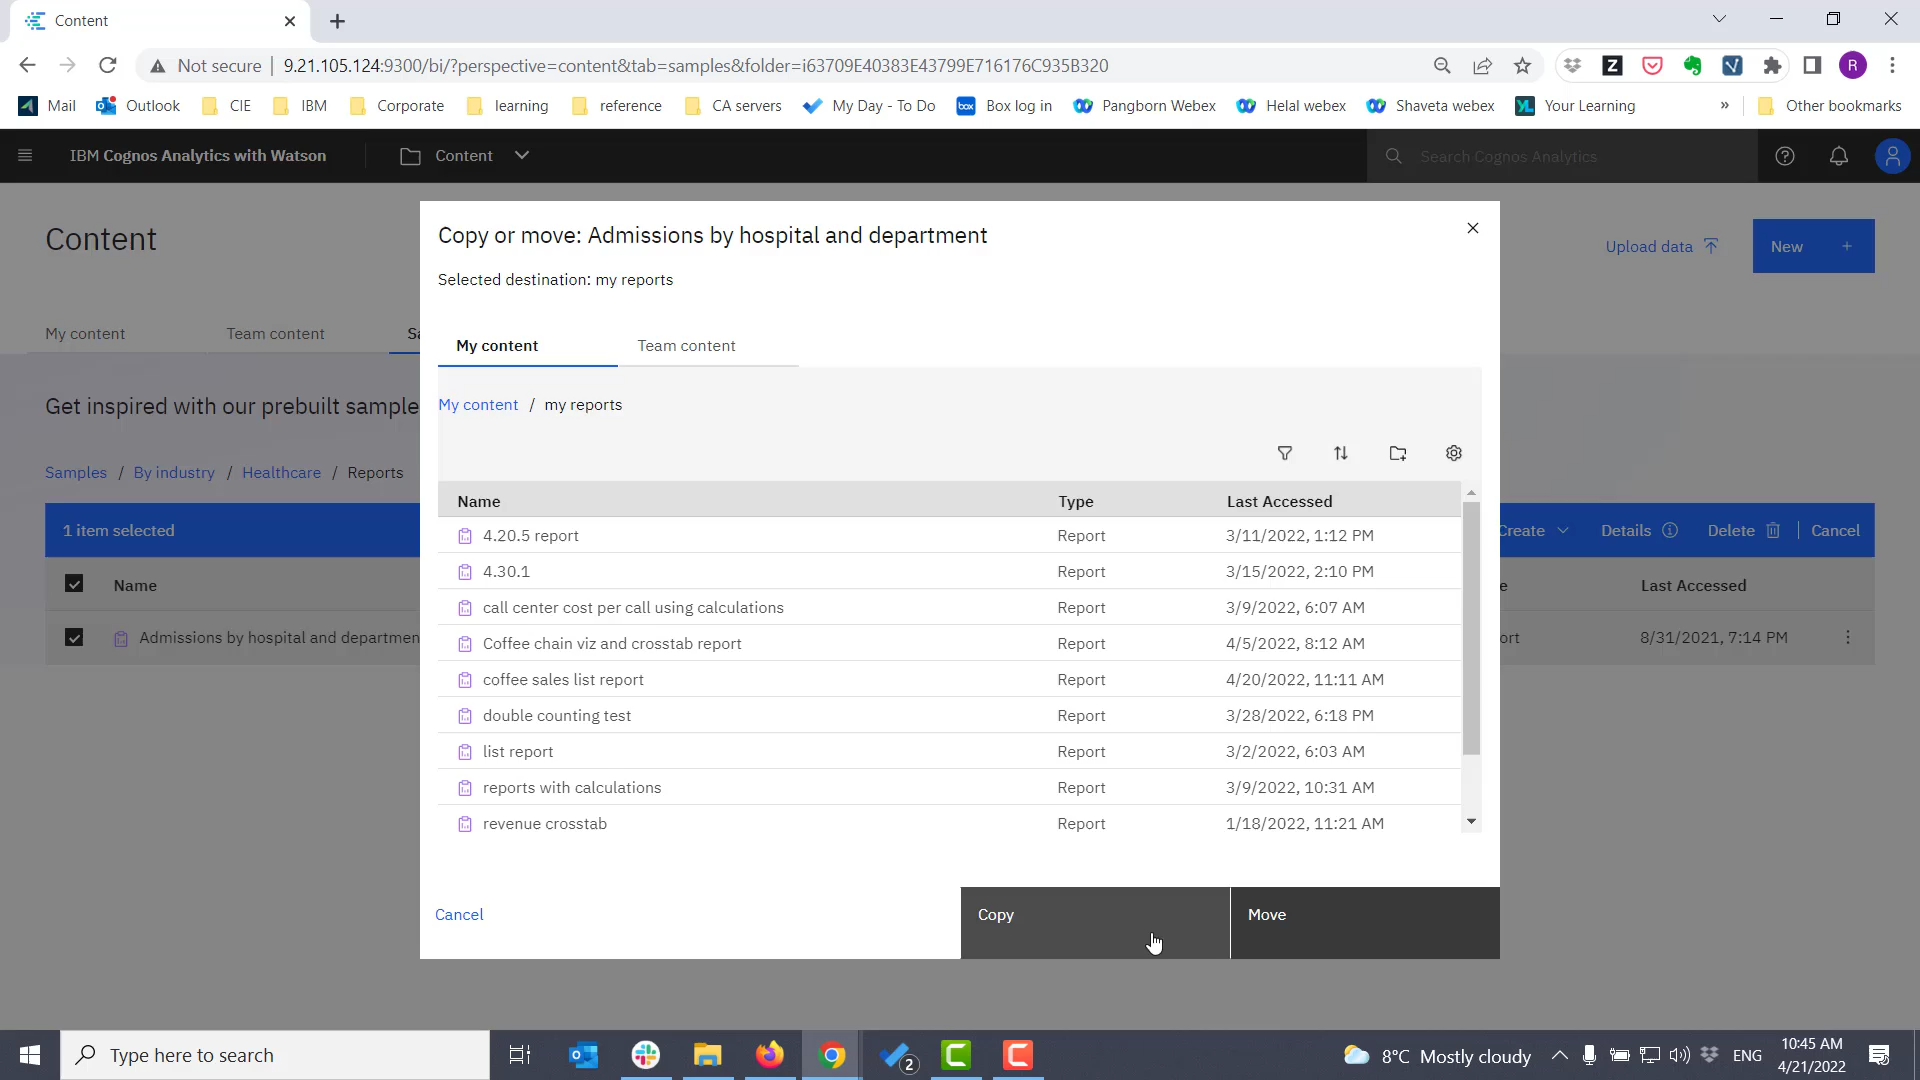 Content
Not secure
9.21.105.124:9300/bi/?perspective=content&tab=samples&folder=i63709E40383E43799E716176C935B320
R
Mail
Outlook
CIE
IBM
Corporate
learning
reference
CA servers
My Day - To Do
box
Box log in
Pangborn Webex
Helal webex
Shaveta webex
YL
Your Learning
»
Other bookmarks
IBM Cognos Analytics with Watson
Content
Search Cognos Analytics
Content
Upload data
New +
My content
Team content
Sa
Get inspired with our prebuilt sample
Samples / By industry / Healthcare / Reports
1 item selected
Create
Details
Delete
Cancel
Name
e
Last Accessed
Admissions by hospital and departmen
ort
8/31/2021, 7:14 PM
Copy or move: Admissions by hospital and department
Selected destination: my reports
My content
Team content
My content / my reports
Name Type Last Accessed
4.20.5 report Report 3/11/2022, 1:12 PM
4.30.1 Report 3/15/2022, 2:10 PM
call center cost per call using calculations Report 3/9/2022, 6:07 AM
Coffee chain viz and crosstab report Report 4/5/2022, 8:12 AM
coffee sales list report Report 4/20/2022, 11:11 AM
double counting test Report 3/28/2022, 6:18 PM
list report Report 3/2/2022, 6:03 AM
reports with calculations Report 3/9/2022, 10:31 AM
revenue crosstab Report 1/18/2022, 11:21 AM
Cancel
Copy
Move
Type here to search
2
8°C Mostly cloudy
ENG
10:45 AM
4/21/2022